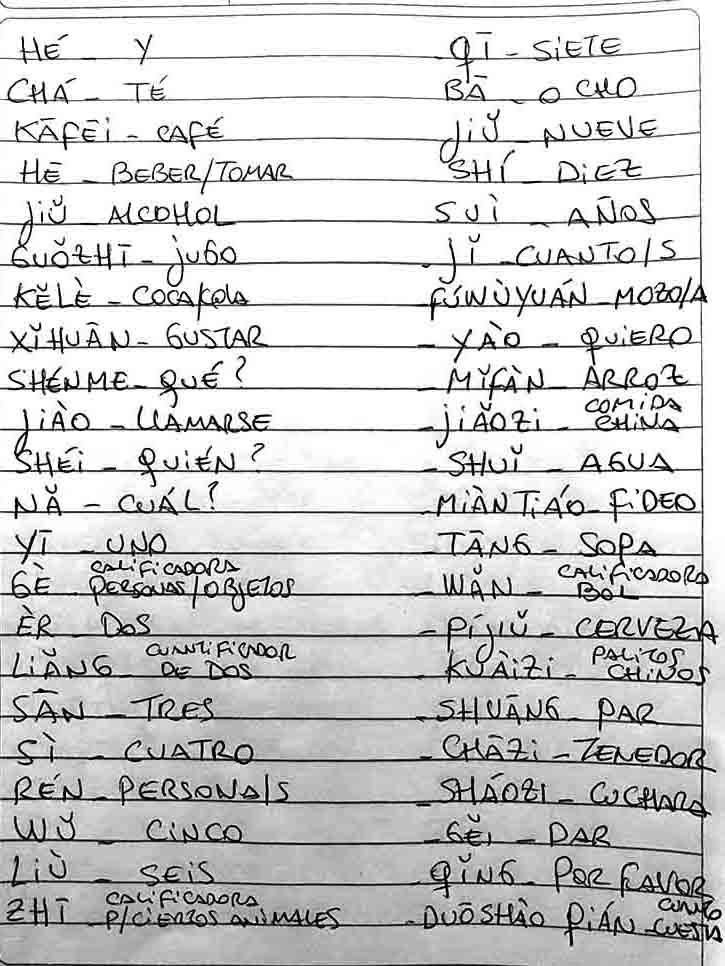 HÉ - Y
CHÁ - TÉ
KĀFĒI - CAFÉ
HĒ - BEBER/TOMAR
JIǓ ALCOHOL
GUǑZHĪ - JUGO
KĚLÈ - COCA/COLA
XǏHUĀN - GUSTAR
SHÉNME - QUÉ?
JIÀO - LLAMARSE
SHÉI - QUIÉN?
NǍ - CUÁL?
YĪ - UNO
GÈ CALIFICADORA PERSONAS/OBJETOS
ÈR DOS
LIǍNG CUANTIFICADOR DE DOS
SĀN - TRES
SÌ - CUATRO
RÉN - PERSONA/S
WǓ - CINCO
LIÙ - SEIS
ZHĪ CALIFICADORA P/CIERTOS ANIMALES
QĪ - SIETE
BĀ - OCHO
JIǓ NUEVE
SHÍ DIEZ
SUÌ - AÑOS
JǏ - CUANTO/S
FÚWÙYUÁN - MOZO/A
- YÀO - QUIERO
- MǏFÀN - ARROZ
- JIǍOZI - COMIDA CHINA
- SHUǏ - AGUA
- MIÀNTIÁO - FIDEO
- TĀNG - SOPA
- WǍN - CALIFICADORA BOL
- PÍJIǓ - CERVEZA
- KUÀIZI - PALITOS CHINOS
- SHUĀNG - PAR
- CHĀZI - TENEDOR
- SHÁOZI - CUCHARA
- GĚI - DAR
- QǏNG - POR FAVOR
- DUŌSHÀO QIÁN - CUANTO CUESTA